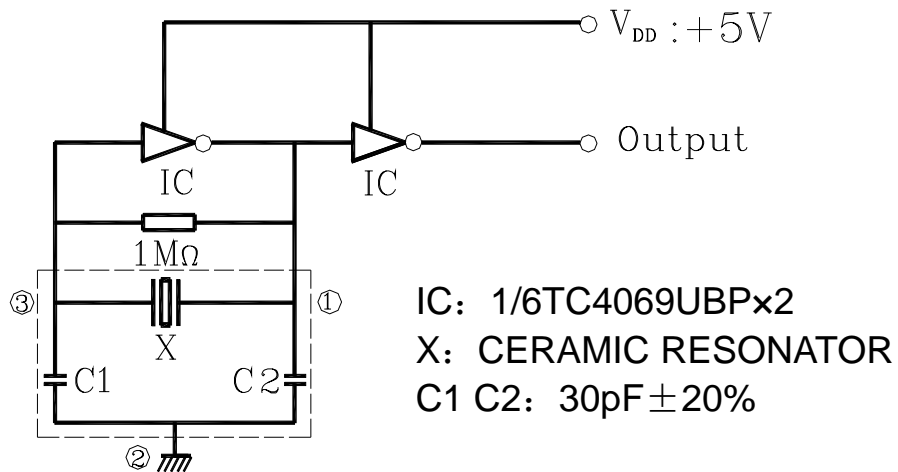 V_DD :+5V
Output
IC
IC
1MΩ
③
①
X
C1
C2
②
IC： 1/6TC4069UBP×2
X： CERAMIC RESONATOR
C1 C2： 30pF±20%